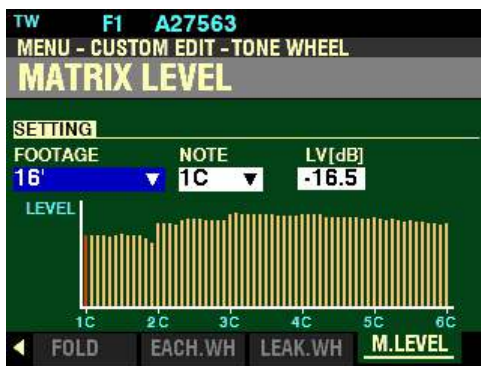 TW F1 A27563
MENU - CUSTOM EDIT -TONE WHEEL
MATRIX LEVEL
SETTING
FOOTAGE NOTE LV[dB]
16' 1C -16.5
LEVEL
1C 2C 3C 4C 5C 6C
FOLD EACH.WH LEAK.WH M.LEVEL